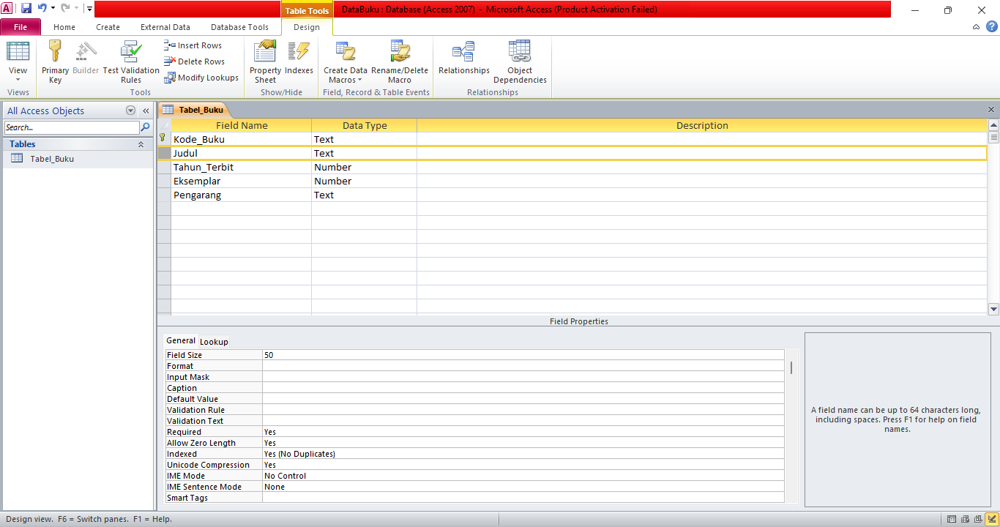 Table Tools
DataBuku : Database (Access 2007) - Microsoft Access (Product Activation Failed)
File Home Create External Data Database Tools Design
View
Primary Key
Builder
Test Validation Rules
Insert Rows
Delete Rows
Modify Lookups
Property Sheet
Indexes
Create Data Macros
Rename/Delete Macro
Relationships
Object Dependencies
Views Tools Show/Hide Field, Record & Table Events Relationships
All Access Objects
Search...
Tables
Tabel_Buku
Tabel_Buku
Field Name Data Type Description
Kode_Buku Text
Judul Text
Tahun_Terbit Number
Eksemplar Number
Pengarang Text
Field Properties
General Lookup
Field Size 50
Format
Input Mask
Caption
Default Value
Validation Rule
Validation Text
Required Yes
Allow Zero Length Yes
Indexed Yes (No Duplicates)
Unicode Compression Yes
IME Mode No Control
IME Sentence Mode None
Smart Tags
A field name can be up to 64 characters long,
including spaces. Press F1 for help on field
names.
Design view. F6 = Switch panes. F1 = Help.